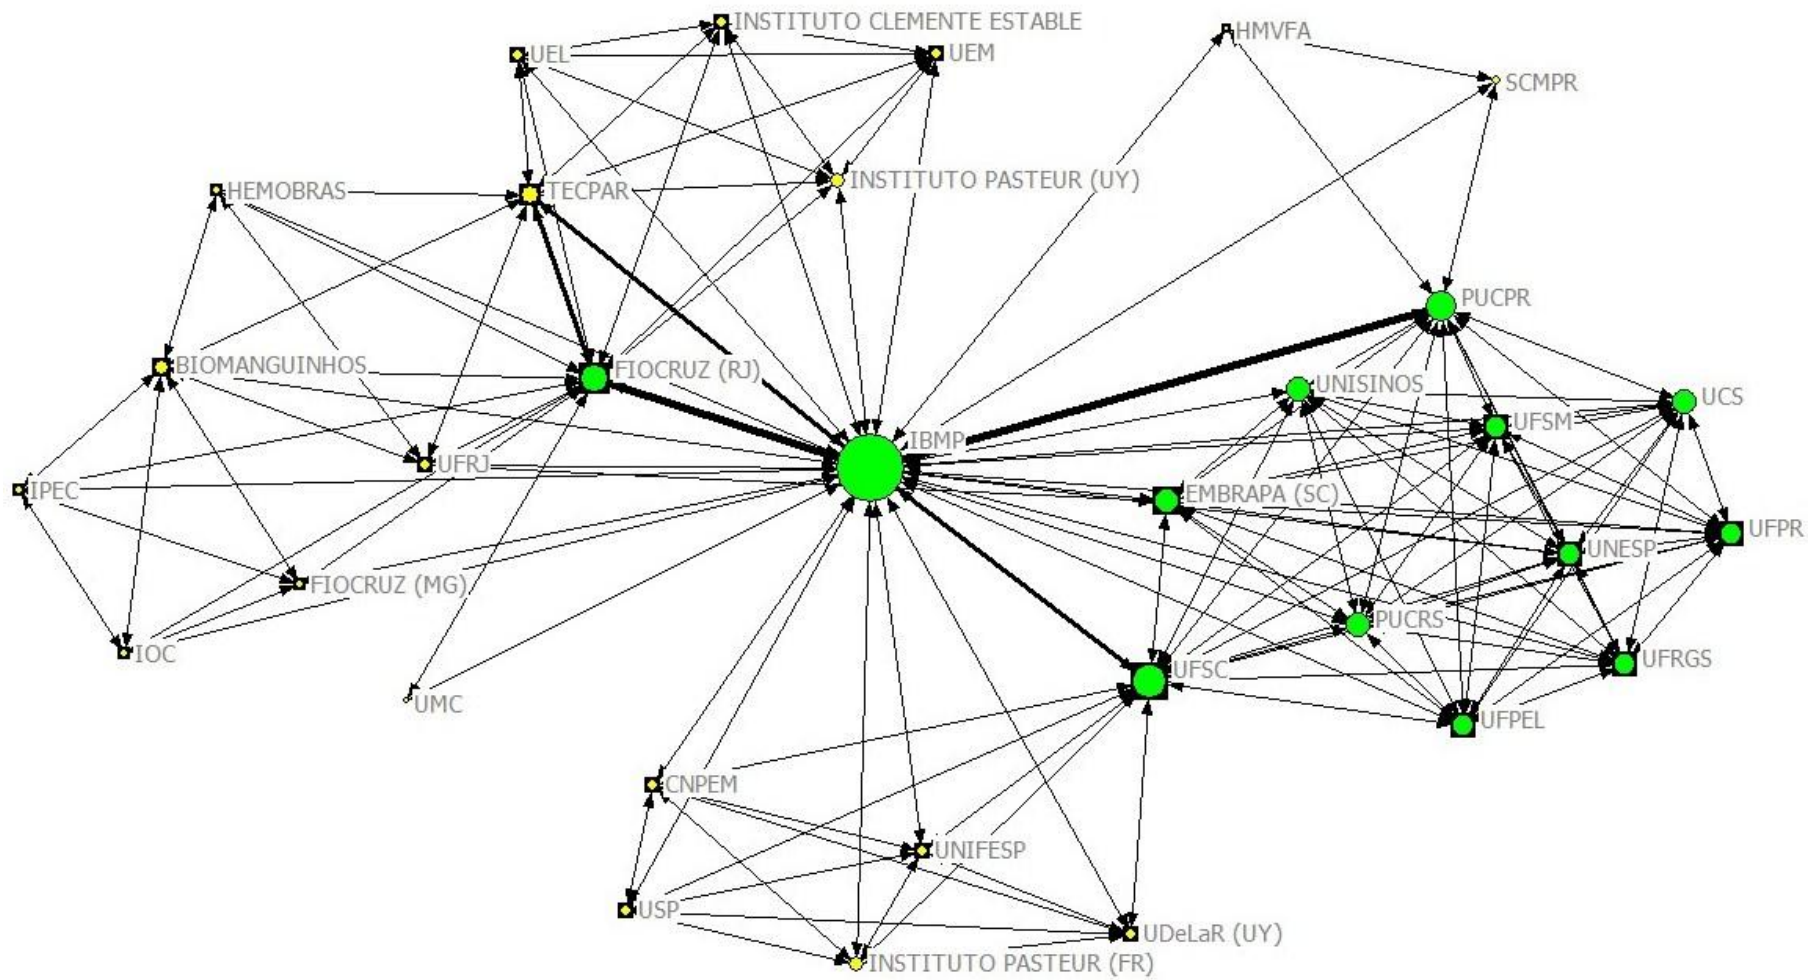 INSTITUTO CLEMENTE ESTABLE
HMVFA
UEL
UEM
SCMPR
INSTITUTO PASTEUR (UY)
HEMOBRAS
TECPAR
PUCPR
BIOMANGUINHOS
FIOCRUZ (RJ)
UNISINOS
UCS
UFSM
IBMP
UFRJ
IPEC
EMBRAPA (SC)
UFPR
UNESP
FIOCRUZ (MG)
PUCRS
IOC
UFSC
UFRGS
UMC
UFPEL
CNPEM
UNIFESP
USP
UDeLaR (UY)
INSTITUTO PASTEUR (FR)